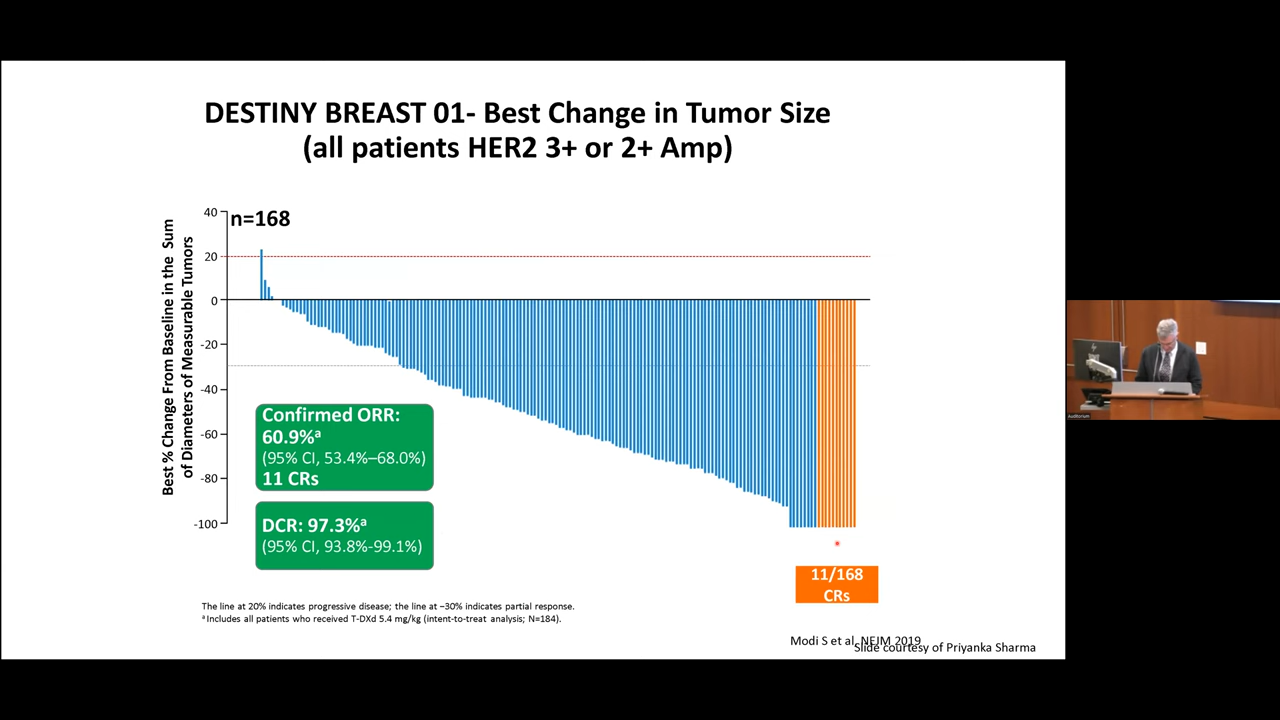 DESTINY BREAST 01- Best Change in Tumor Size
(all patients HER2 3+ or 2+ Amp)
Best % Change From Baseline in the Sum
of Diameters of Measurable Tumors
40
20
0
-20
-40
-60
-80
-100
n=168
Confirmed ORR:
60.9%ᵃ
(95% CI, 53.4%–68.0%)
11 CRs
DCR: 97.3%ᵃ
(95% CI, 93.8%-99.1%)
11/168
CRs
The line at 20% indicates progressive disease; the line at –30% indicates partial response.
ᵃ Includes all patients who received T-DXd 5.4 mg/kg (intent-to-treat analysis; N=184).
Modi S et al, NEJM 2019
Slide courtesy of Priyanka Sharma
Auditorium